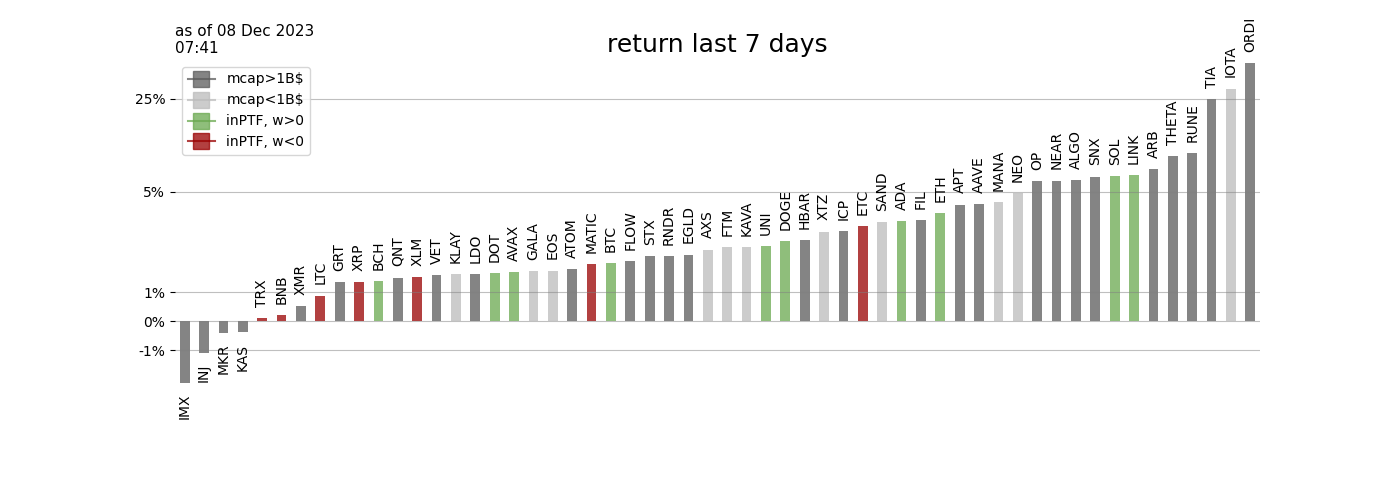 as of 08 Dec 2023
07:41
return last 7 days
mcap>1B$
mcap<1B$
inPTF, w>0
inPTF, w<0
25%
5%
1%
0%
-1%
IMX
INJ
MKR
KAS
TRX
BNB
XMR
LTC
GRT
XRP
BCH
QNT
XLM
VET
KLAY
LDO
DOT
AVAX
GALA
EOS
ATOM
MATIC
BTC
FLOW
STX
RNDR
EGLD
AXS
FTM
KAVA
UNI
DOGE
HBAR
XTZ
ICP
ETC
SAND
ADA
FIL
ETH
APT
AAVE
MANA
NEO
OP
NEAR
ALGO
SNX
SOL
LINK
ARB
THETA
RUNE
TIA
IOTA
ORDI